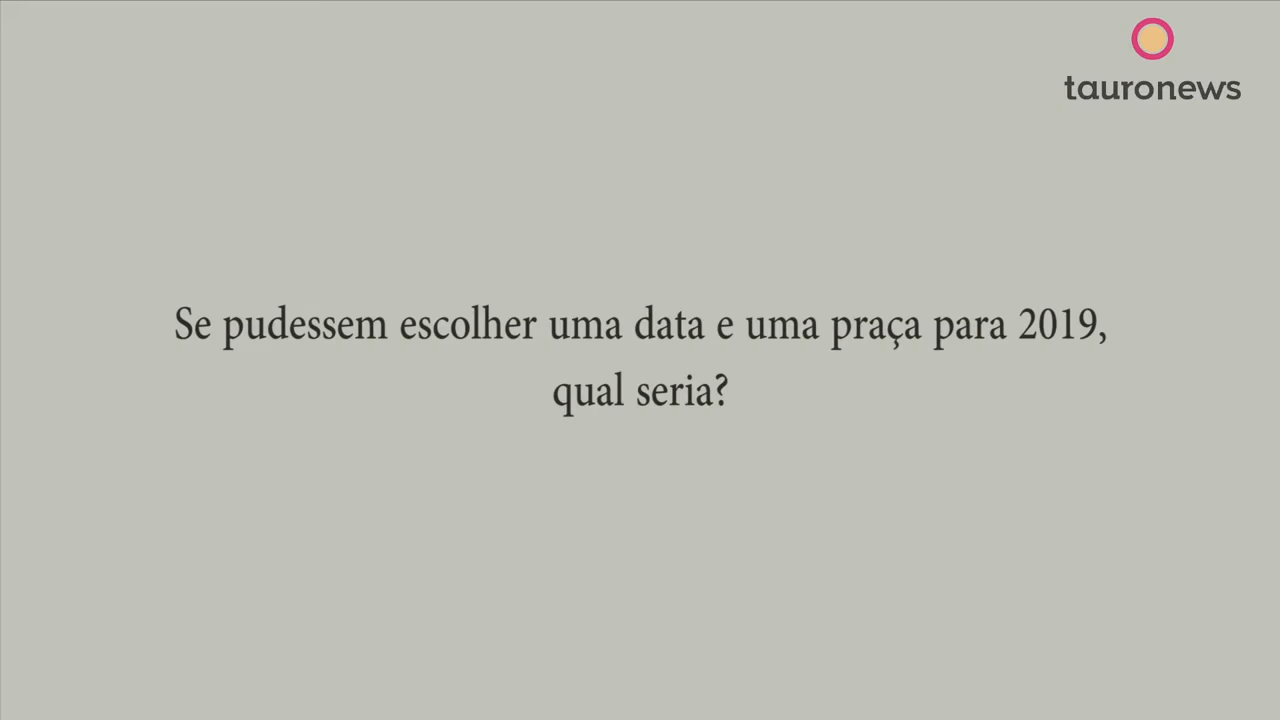 tauronews
Se pudessem escolher uma data e uma praça para 2019,
qual seria?